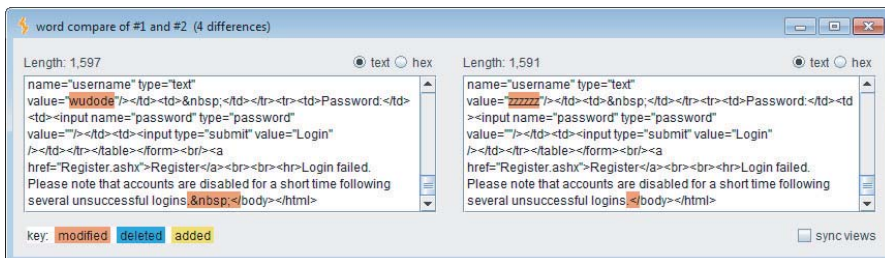 word compare of #1 and #2 (4 differences)
Length: 1,597
text
hex
name="username" type="text"
value="wudode"/></td><td>&nbsp;</td></tr><tr><td>Password:</td>
<td><input name="password" type="password"
value=""/></td><td><input type="submit" value="Login"
/></td></tr></table></form><br/><a
href="Register.ashx">Register</a><br><br><hr>Login failed.
Please note that accounts are disabled for a short time following
several unsuccessful logins.&nbsp;</body></html>
Length: 1,591
text
hex
name="username" type="text"
value="zzzzzz"/></td><td>&nbsp;</td></tr><tr><td>Password:</td><td
><input name="password" type="password"
value=""/></td><td><input type="submit" value="Login"
/></td></tr></table></form><br/><a
href="Register.ashx">Register</a><br><br><hr>Login failed.
Please note that accounts are disabled for a short time following
several unsuccessful logins.</body></html>
key: modified deleted added
sync views